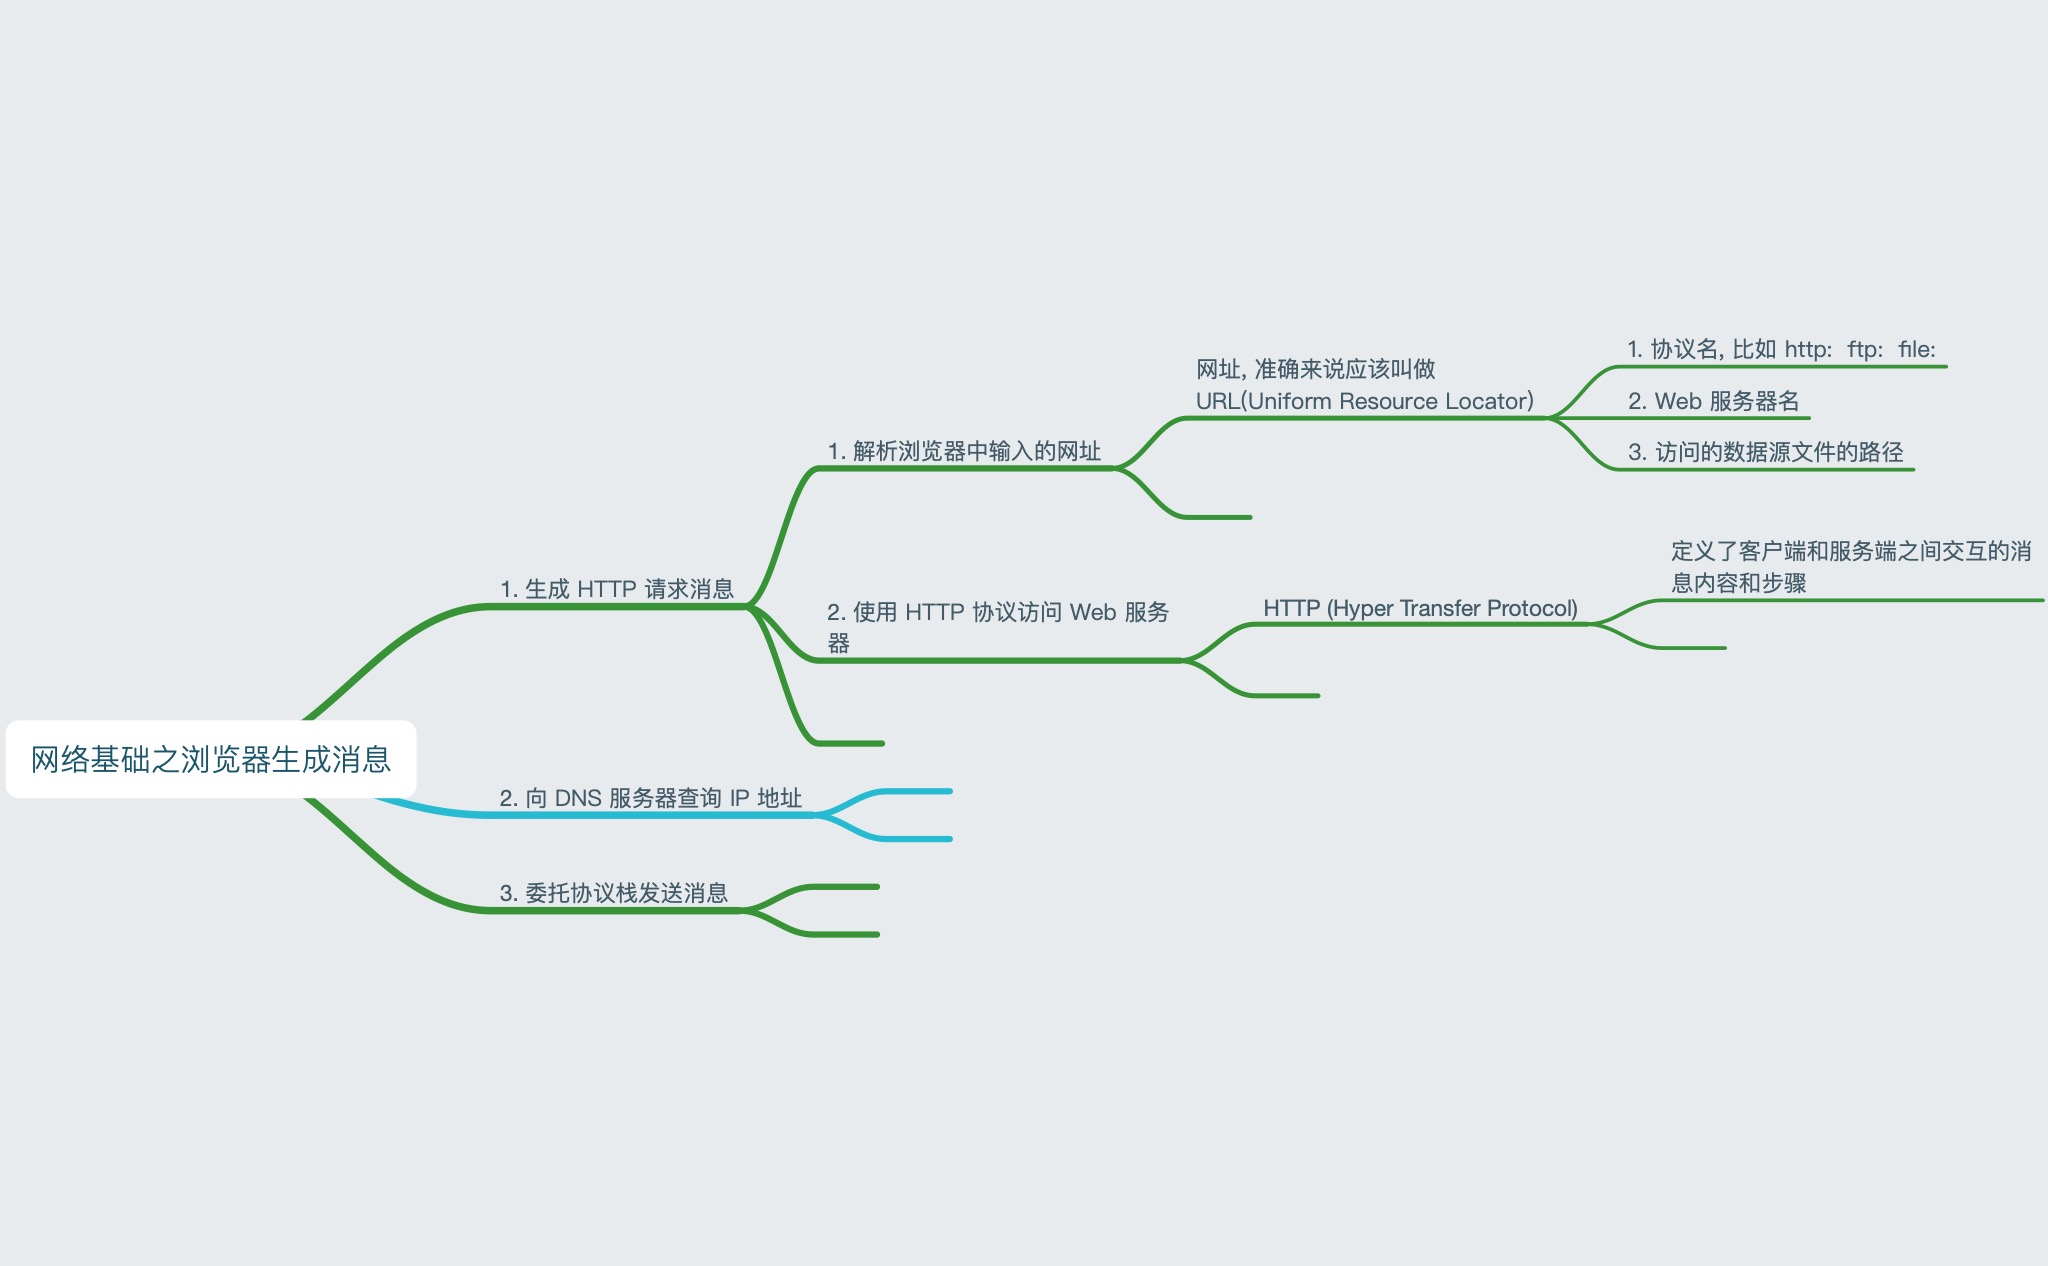 网络基础之浏览器生成消息
1. 生成 HTTP 请求消息
1. 解析浏览器中输入的网址
网址, 准确来说应该叫做
URL(Uniform Resource Locator)
1. 协议名, 比如 http:  ftp:  file:
2. Web 服务器名
3. 访问的数据源文件的路径
2. 使用 HTTP 协议访问 Web 服务
器
HTTP (Hyper Transfer Protocol)
定义了客户端和服务端之间交互的消
息内容和步骤
2. 向 DNS 服务器查询 IP 地址
3. 委托协议栈发送消息